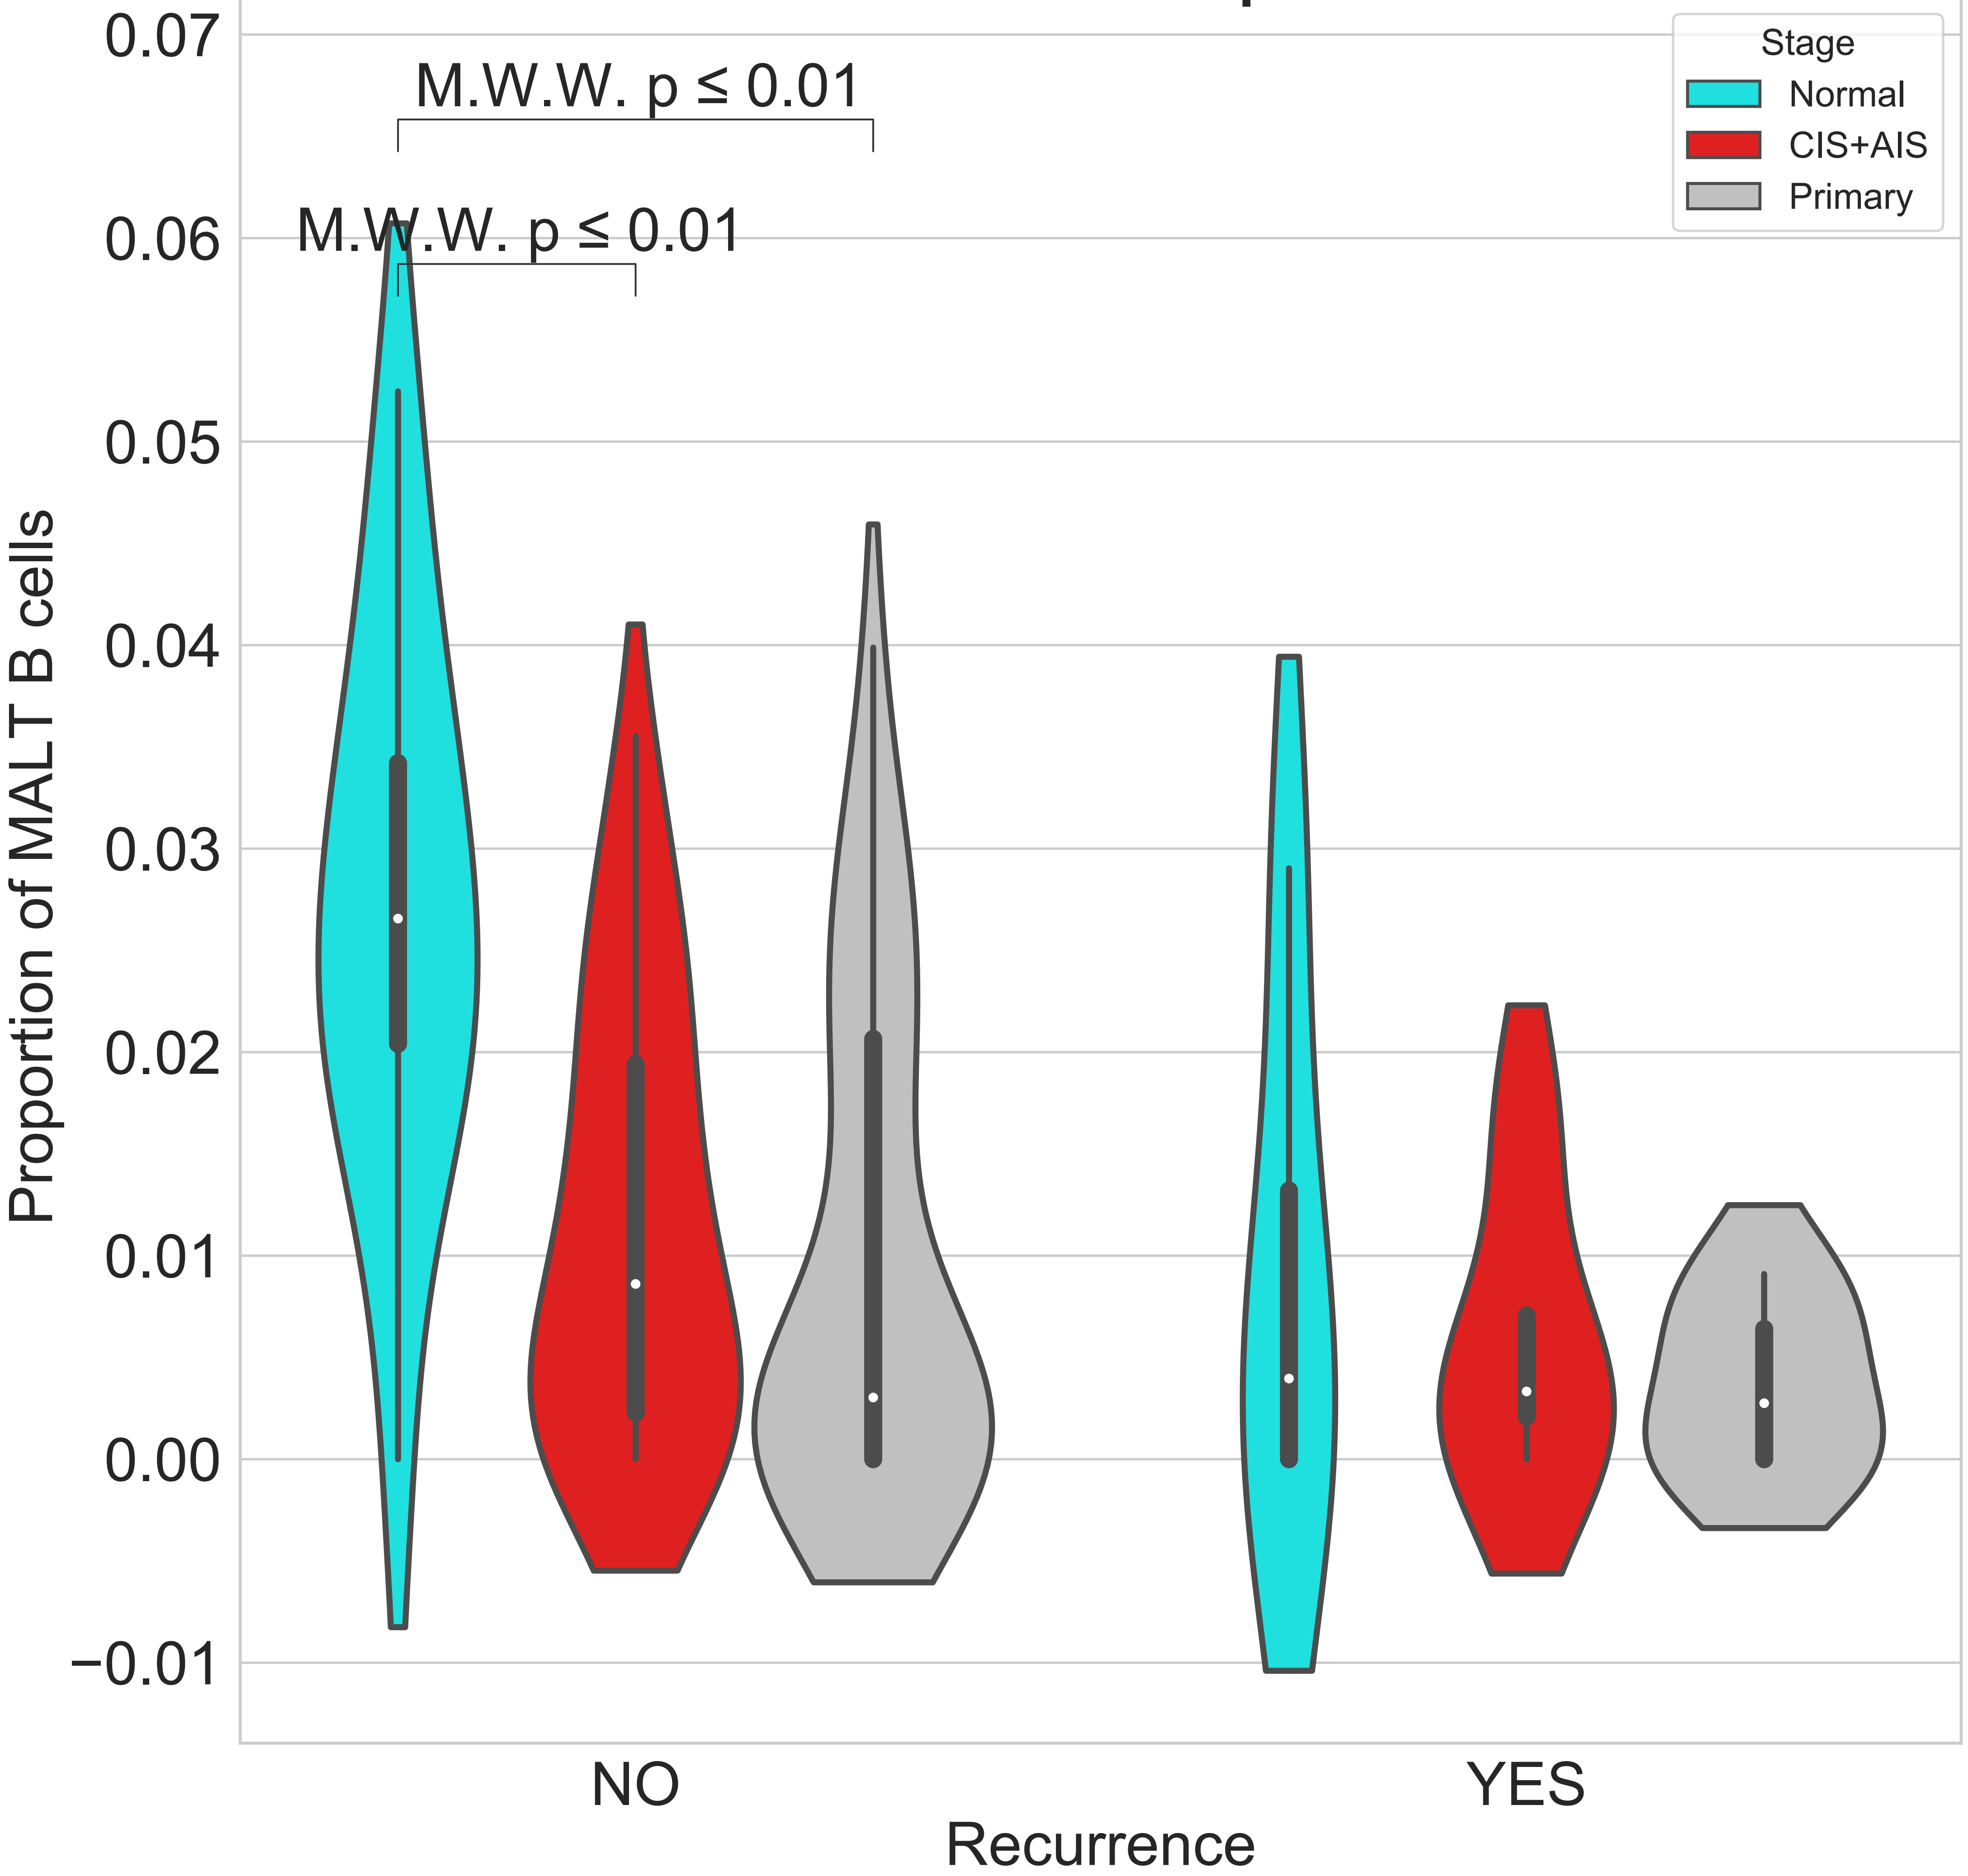 0.07
0.06
0.05
0.04
0.03
0.02
0.01
0.00
−0.01
Proportion of MALT B cells
M.W.W. p ≤ 0.01
M.W.W. p ≤ 0.01
Stage
Normal
CIS+AIS
Primary
NO
YES
Recurrence